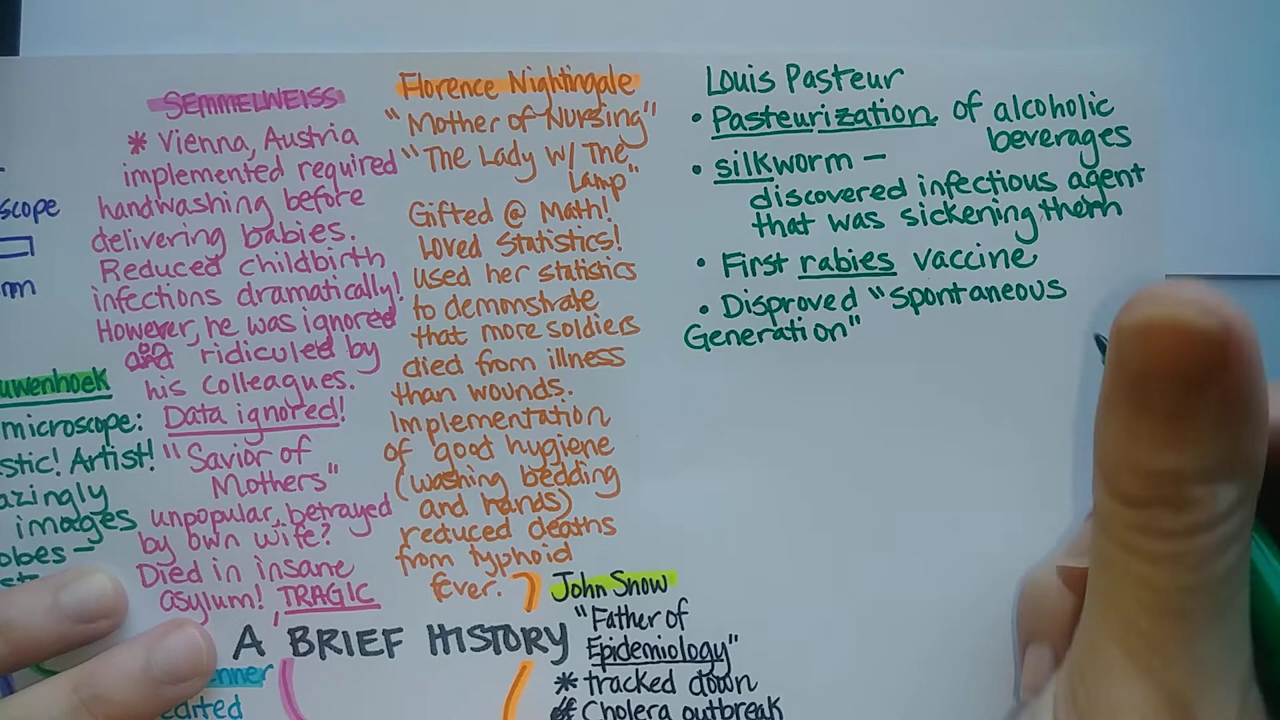 scope
rm
uwenhoek
microscope:
stic! Artist!
azingly
images
obes –
SEMMELWEISS
* Vienna, Austria
implemented required
handwashing before
delivering babies.
Reduced childbirth
infections dramatically!
However, he was ignored
and ridiculed by
his colleagues.
Data ignored!
"Savior of
Mothers"
unpopular, betrayed
by own wife?
Died in insane
asylum! TRAGIC
Florence Nightingale
"Mother of Nursing"
"The Lady w/ The
Lamp"
Gifted @ Math!
Loved Statistics!
used her statistics
to demonstrate
that more soldiers
died from illness
than wounds.
Implementation
of good hygiene
(washing bedding
and hands)
reduced deaths
from typhoid
fever.
Louis Pasteur
• Pasteurization of alcoholic
beverages
• silkworm –
discovered infectious agent
that was sickening them
• First rabies vaccine
• Disproved "Spontaneous
Generation"
A BRIEF HISTORY
John Snow
"Father of
Epidemiology"
* tracked down
Cholera outbreak
enner
arted